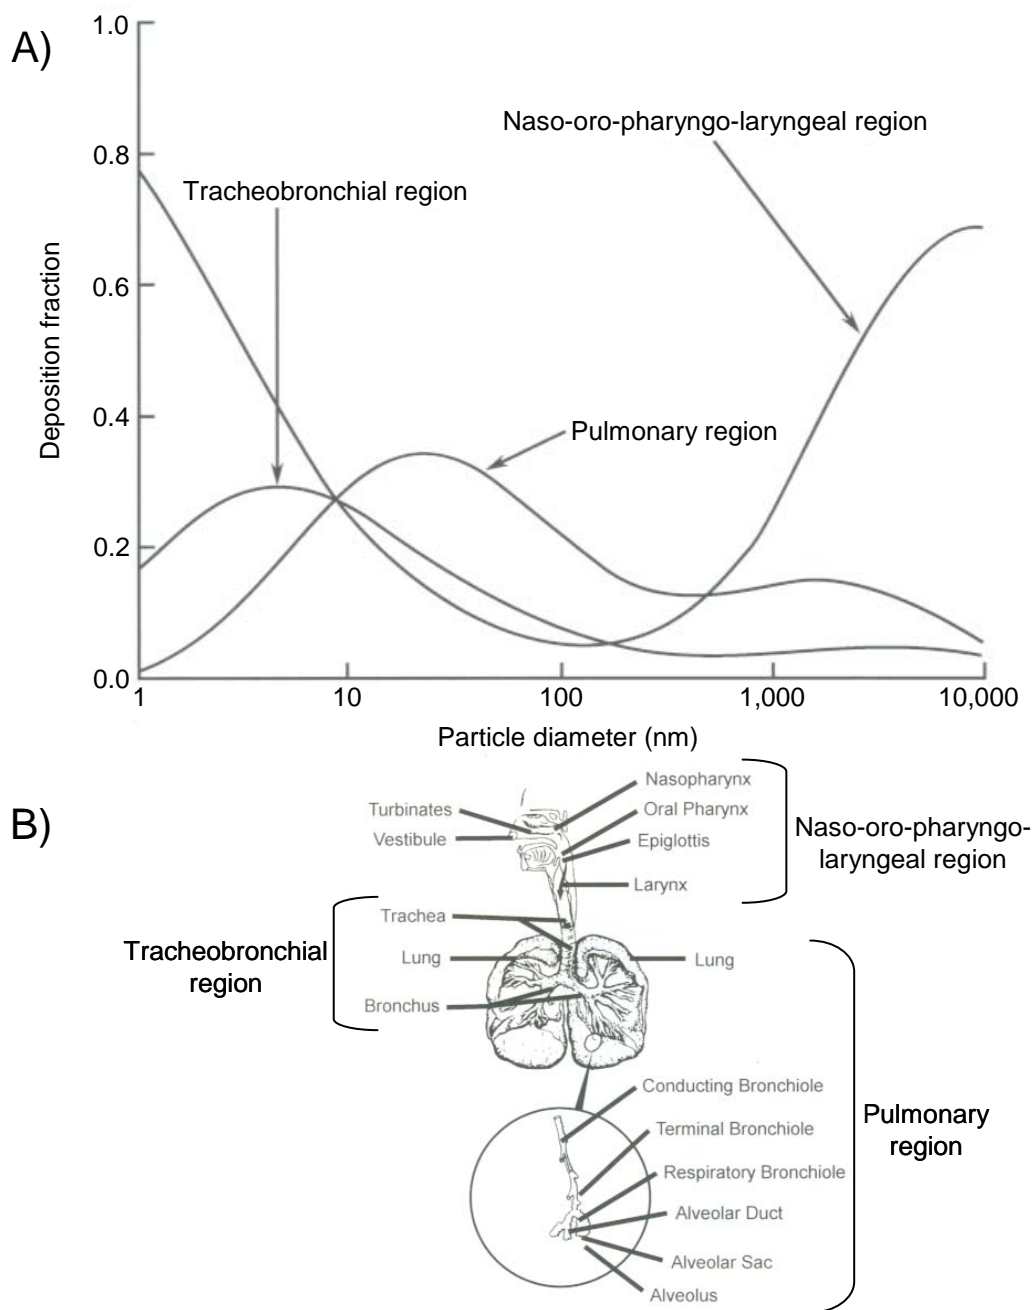 A)
1.0
0.8
0.6
0.4
0.2
0.0
Deposition fraction
Naso-oro-pharyngo-laryngeal region
Tracheobronchial region
Pulmonary region
1
10
100
1,000
10,000
Particle diameter (nm)
B)
Turbinates
Vestibule
Nasopharynx
Oral Pharynx
Epiglottis
Larynx
Naso-oro-pharyngo-
laryngeal region
Tracheobronchial
region
Trachea
Lung
Bronchus
Lung
Conducting Bronchiole
Terminal Bronchiole
Respiratory Bronchiole
Alveolar Duct
Alveolar Sac
Alveolus
Pulmonary
region